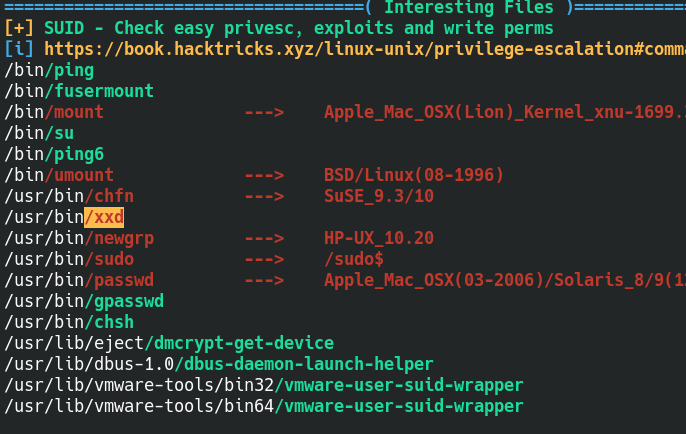 ====================================( Interesting Files )============
[+] SUID - Check easy privesc, exploits and write perms
[i] https://book.hacktricks.xyz/linux-unix/privilege-escalation#comma
/bin/ping
/bin/fusermount
/bin/mount ---> Apple_Mac_OSX(Lion)_Kernel_xnu-1699.
/bin/su
/bin/ping6
/bin/umount ---> BSD/Linux(08-1996)
/usr/bin/chfn ---> SuSE_9.3/10
/usr/bin/xxd
/usr/bin/newgrp ---> HP-UX_10.20
/usr/bin/sudo ---> /sudo$
/usr/bin/passwd ---> Apple_Mac_OSX(03-2006)/Solaris_8/9(1
/usr/bin/gpasswd
/usr/bin/chsh
/usr/lib/eject/dmcrypt-get-device
/usr/lib/dbus-1.0/dbus-daemon-launch-helper
/usr/lib/vmware-tools/bin32/vmware-user-suid-wrapper
/usr/lib/vmware-tools/bin64/vmware-user-suid-wrapper